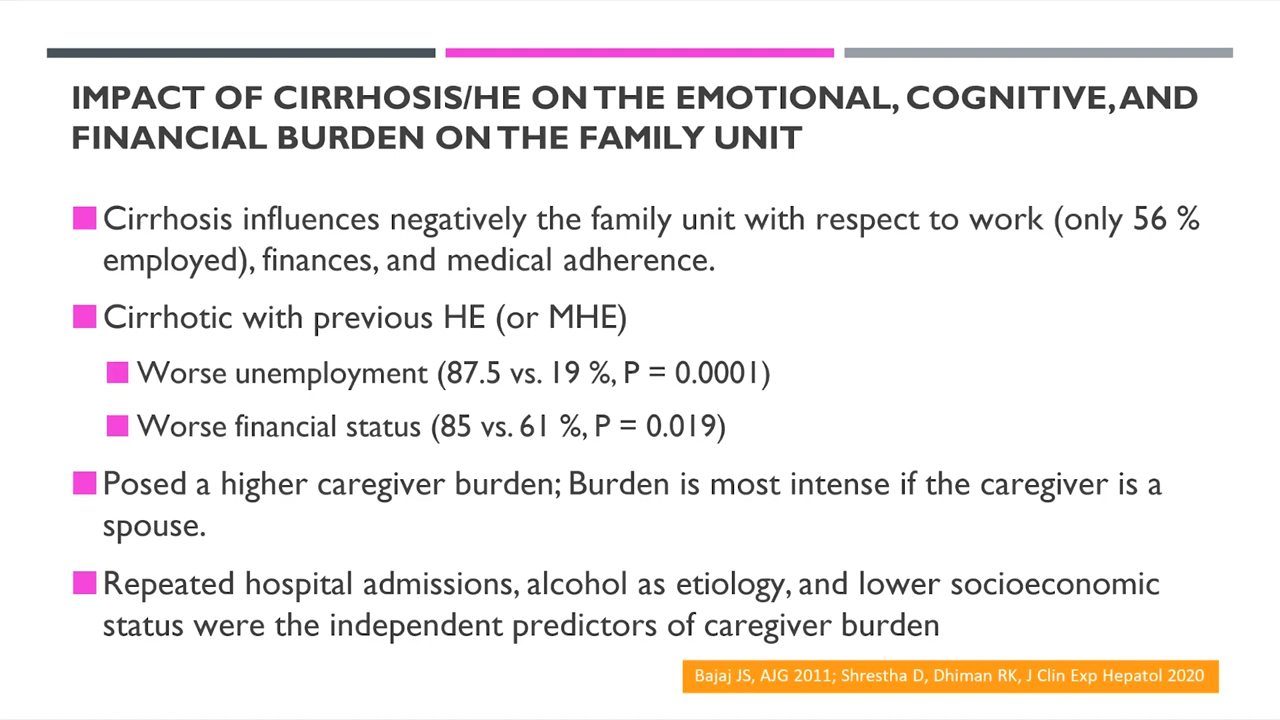 IMPACT OF CIRRHOSIS/HE ON THE EMOTIONAL, COGNITIVE, AND
FINANCIAL BURDEN ON THE FAMILY UNIT
Cirrhosis influences negatively the family unit with respect to work (only 56 %
employed), finances, and medical adherence.
Cirrhotic with previous HE (or MHE)
Worse unemployment (87.5 vs. 19 %, P = 0.0001)
Worse financial status (85 vs. 61 %, P = 0.019)
Posed a higher caregiver burden; Burden is most intense if the caregiver is a
spouse.
Repeated hospital admissions, alcohol as etiology, and lower socioeconomic
status were the independent predictors of caregiver burden
Bajaj JS, AJG 2011; Shrestha D, Dhiman RK, J Clin Exp Hepatol 2020